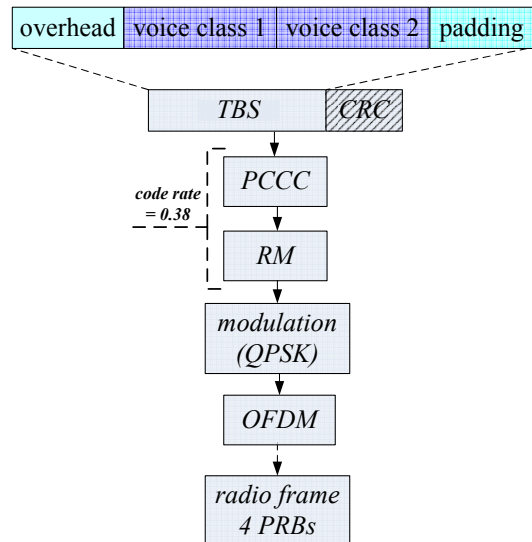 overhead voice class 1 voice class 2 padding
TBS CRC
PCCC
code rate
= 0.38
RM
modulation
(QPSK)
OFDM
radio frame
4 PRBs